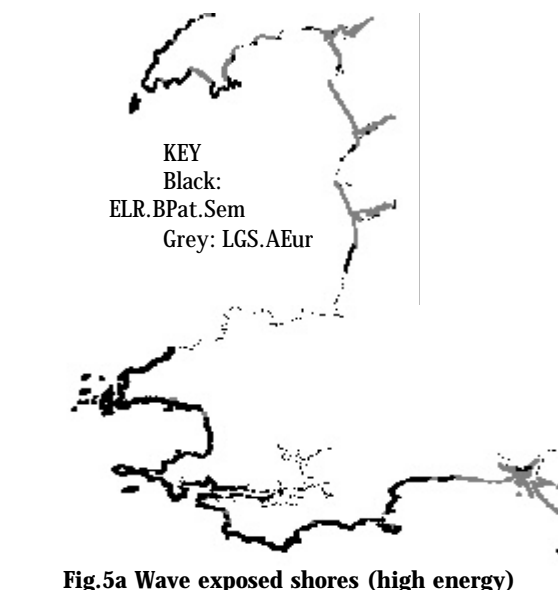 KEY
Black:
ELR.BPat.Sem
Grey: LGS.AEur
Fig.5a Wave exposed shores (high energy)